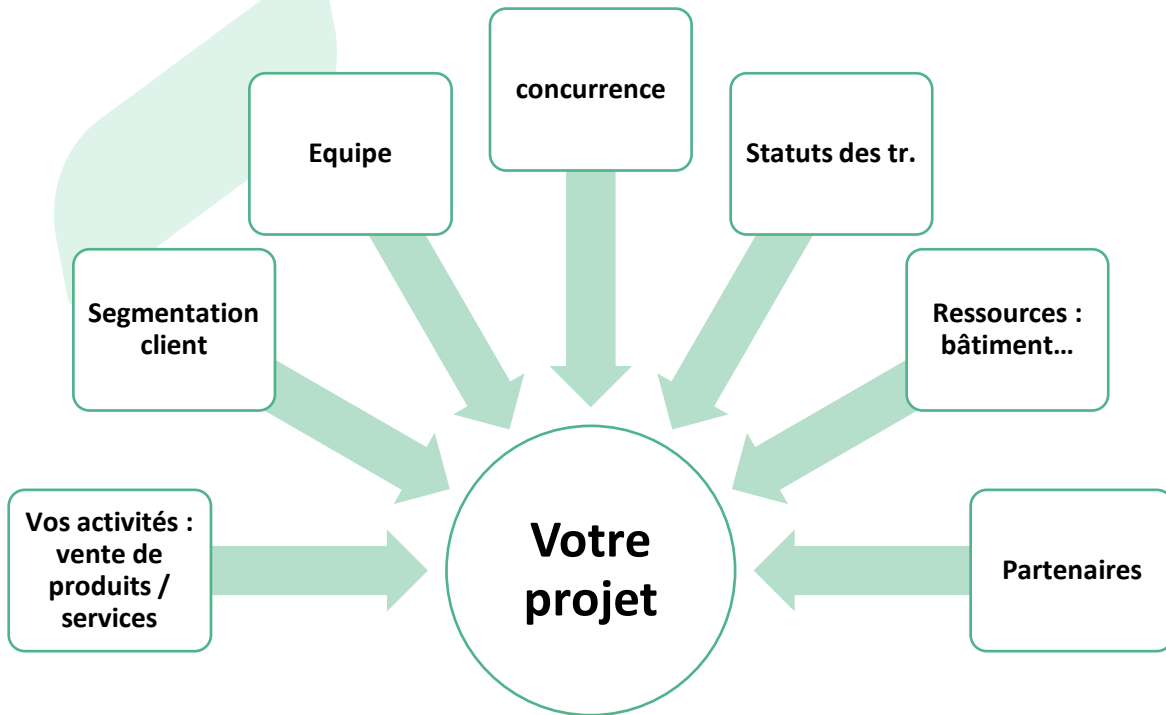 concurrence
Equipe
Statuts des tr.
Segmentation
client
Ressources :
bâtiment...
Vos activités :
vente de
produits /
services
Votre
projet
Partenaires